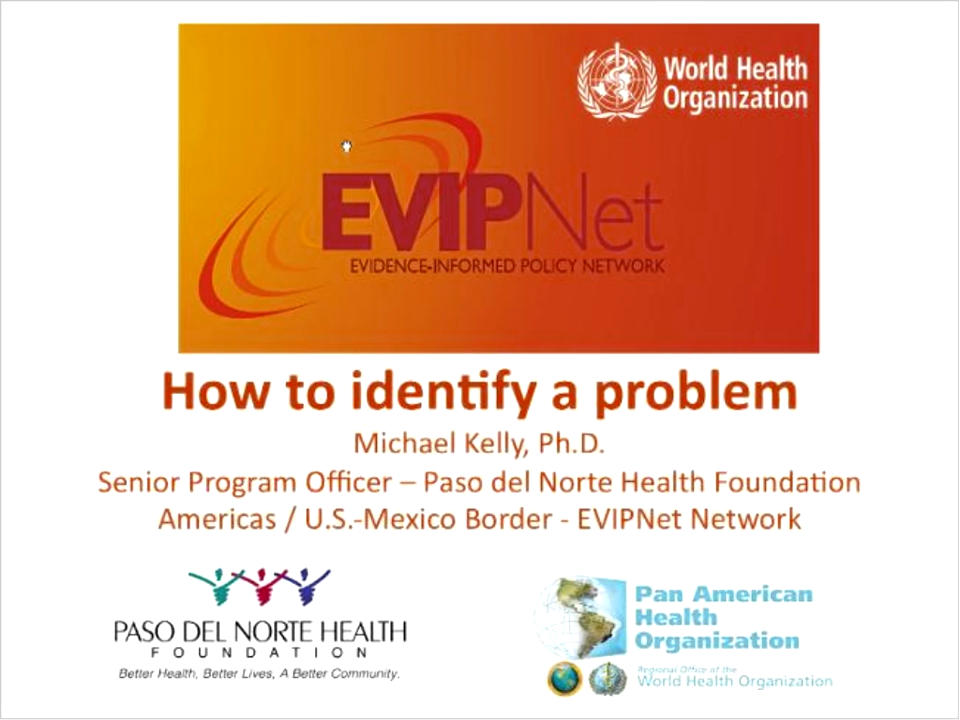 World Health
Organization
EVIPNet
EVIDENCE-INFORMED POLICY NETWORK
How to identify a problem
Michael Kelly, Ph.D.
Senior Program Officer – Paso del Norte Health Foundation
Americas / U.S.-Mexico Border - EVIPNet Network
PASO DEL NORTE HEALTH
FOUNDATION
Better Health, Better Lives, A Better Community.
Pan American
Health
Organization
Regional Office of the
World Health Organization